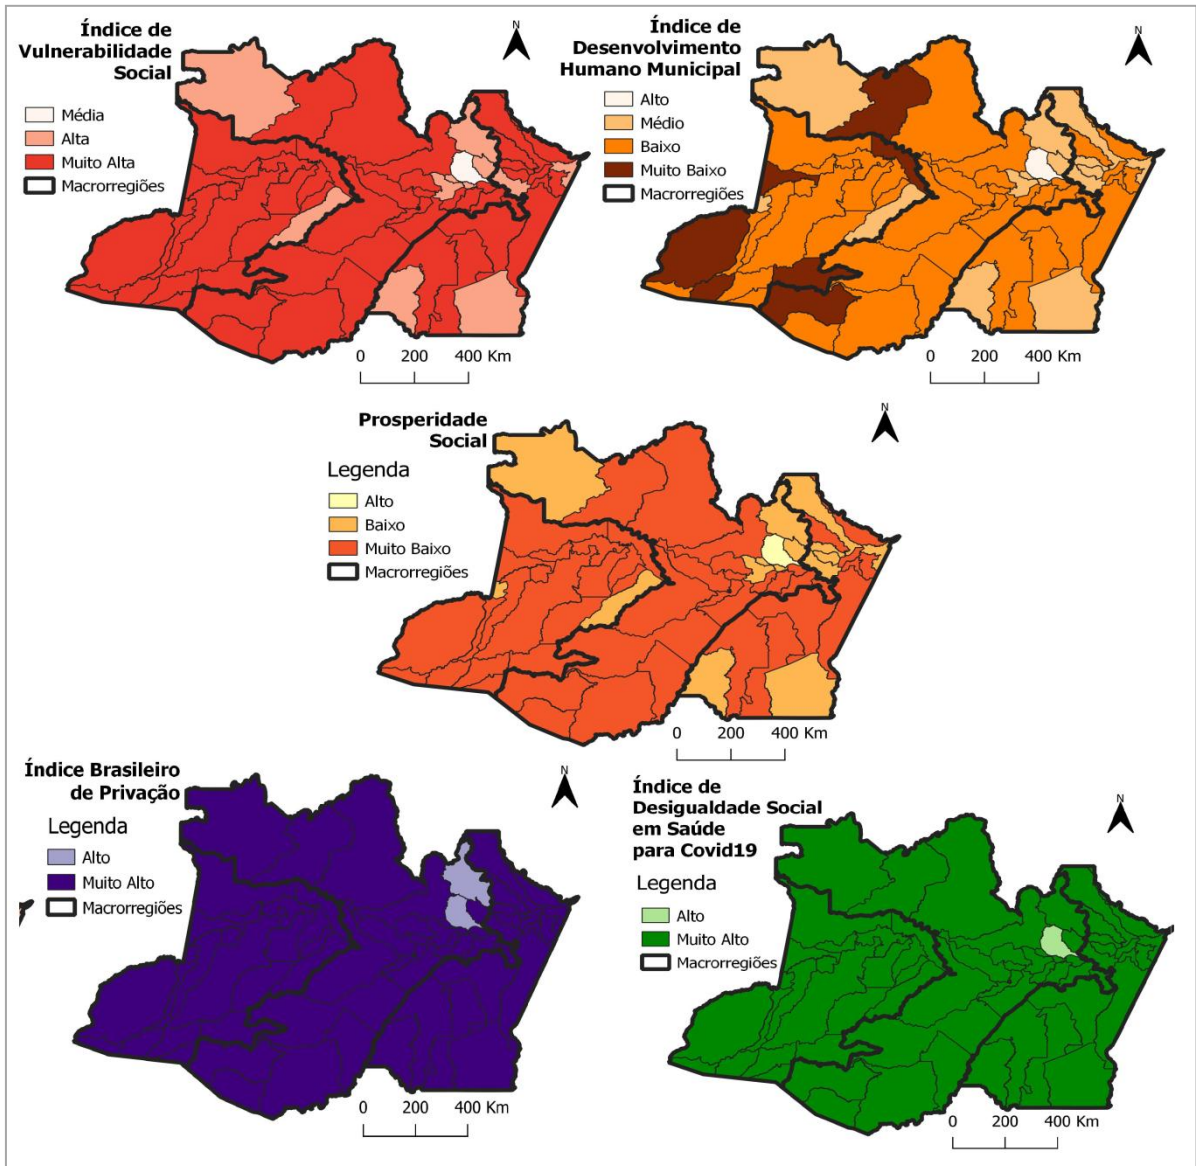 Índice de
Vulnerabilidade
Social
Média
Alta
Muito Alta
Macrorregiões
N
0 200 400 Km
Índice de
Desenvolvimento
Humano Municipal
Alto
Médio
Baixo
Muito Baixo
Macrorregiões
N
0 200 400 Km
Prosperidade
Social
Legenda
Alto
Baixo
Muito Baixo
Macrorregiões
N
0 200 400 Km
Índice Brasileiro
de Privação
Legenda
Alto
Muito Alto
Macrorregiões
N
0 200 400 Km
Índice de
Desigualdade Social
em Saúde
para Covid19
Legenda
Alto
Muito Alto
Macrorregiões
N
0 200 400 Km